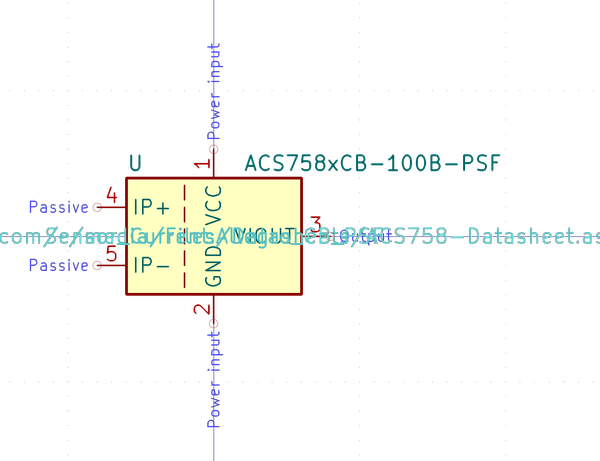 Power input
U
1
ACS758xCB-100B-PSF
Passive
4
IP+
VCC
VIOUT
3
Output
Passive
5
IP-
GND
2
Power input